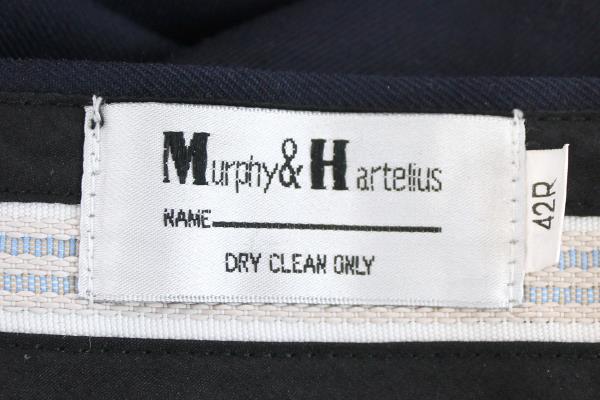 Murphy & Hartelius
NAME
DRY CLEAN ONLY
42R